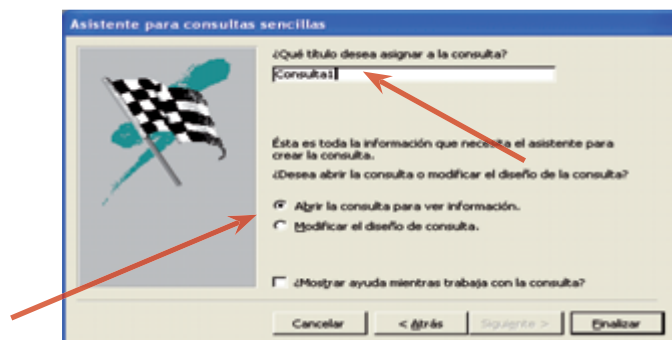 Asistente para consultas sencillas
¿Qué título desea asignar a la consulta?
Consulta1
Ésta es toda la información que necesita el asistente para
crear la consulta.
¿Desea abrir la consulta o modificar el diseño de la consulta?
Abrir la consulta para ver información.
Modificar el diseño de consulta.
¿Mostrar ayuda mientras trabaja con la consulta?
Cancelar
< Atrás
Siguiente >
Finalizar